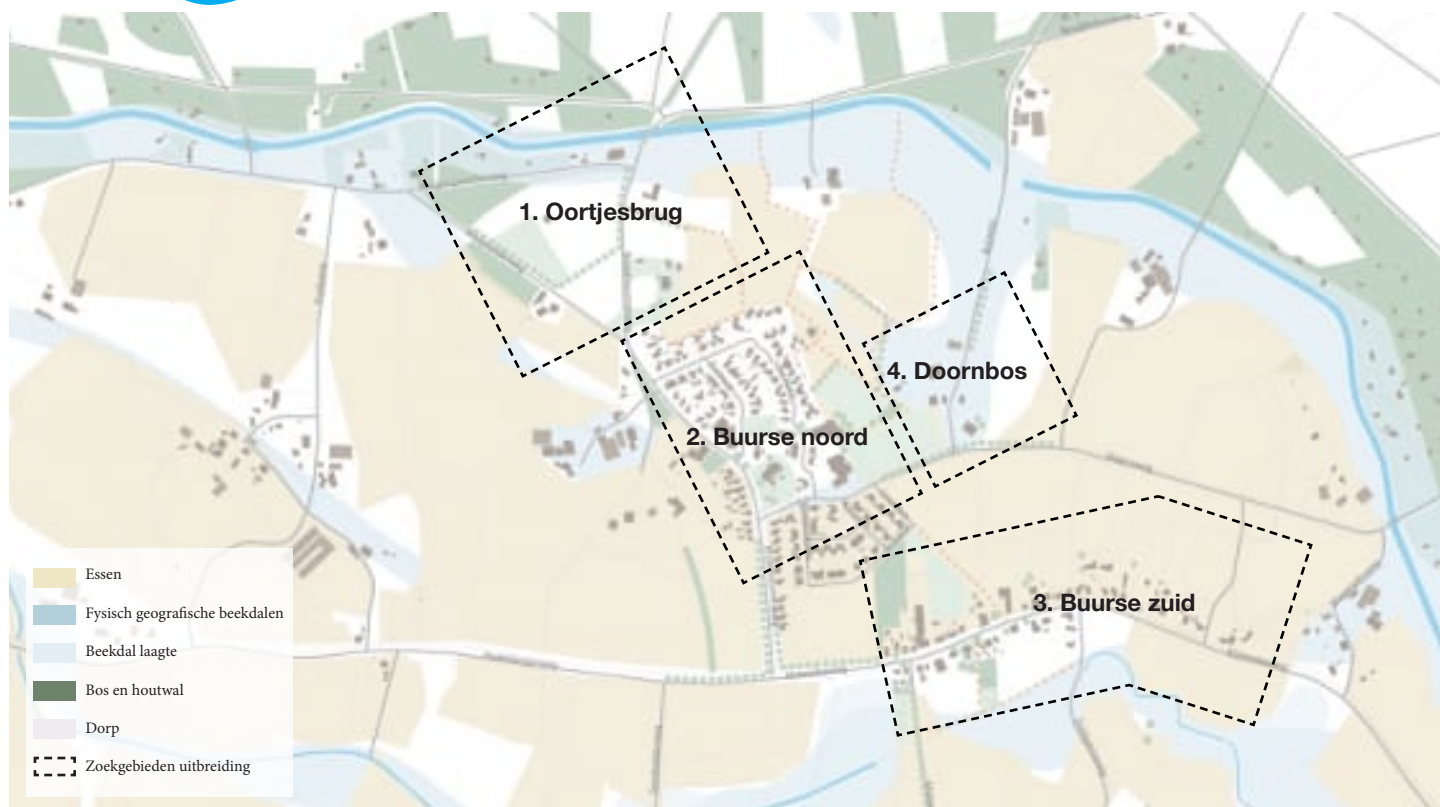 1. Oortjesbrug
4. Doornbos
2. Buurse noord
3. Buurse zuid
Essen
Fysisch geografische beekdalen
Beekdal laagte
Bos en houtwal
Dorp
Zoekgebieden uitbreiding